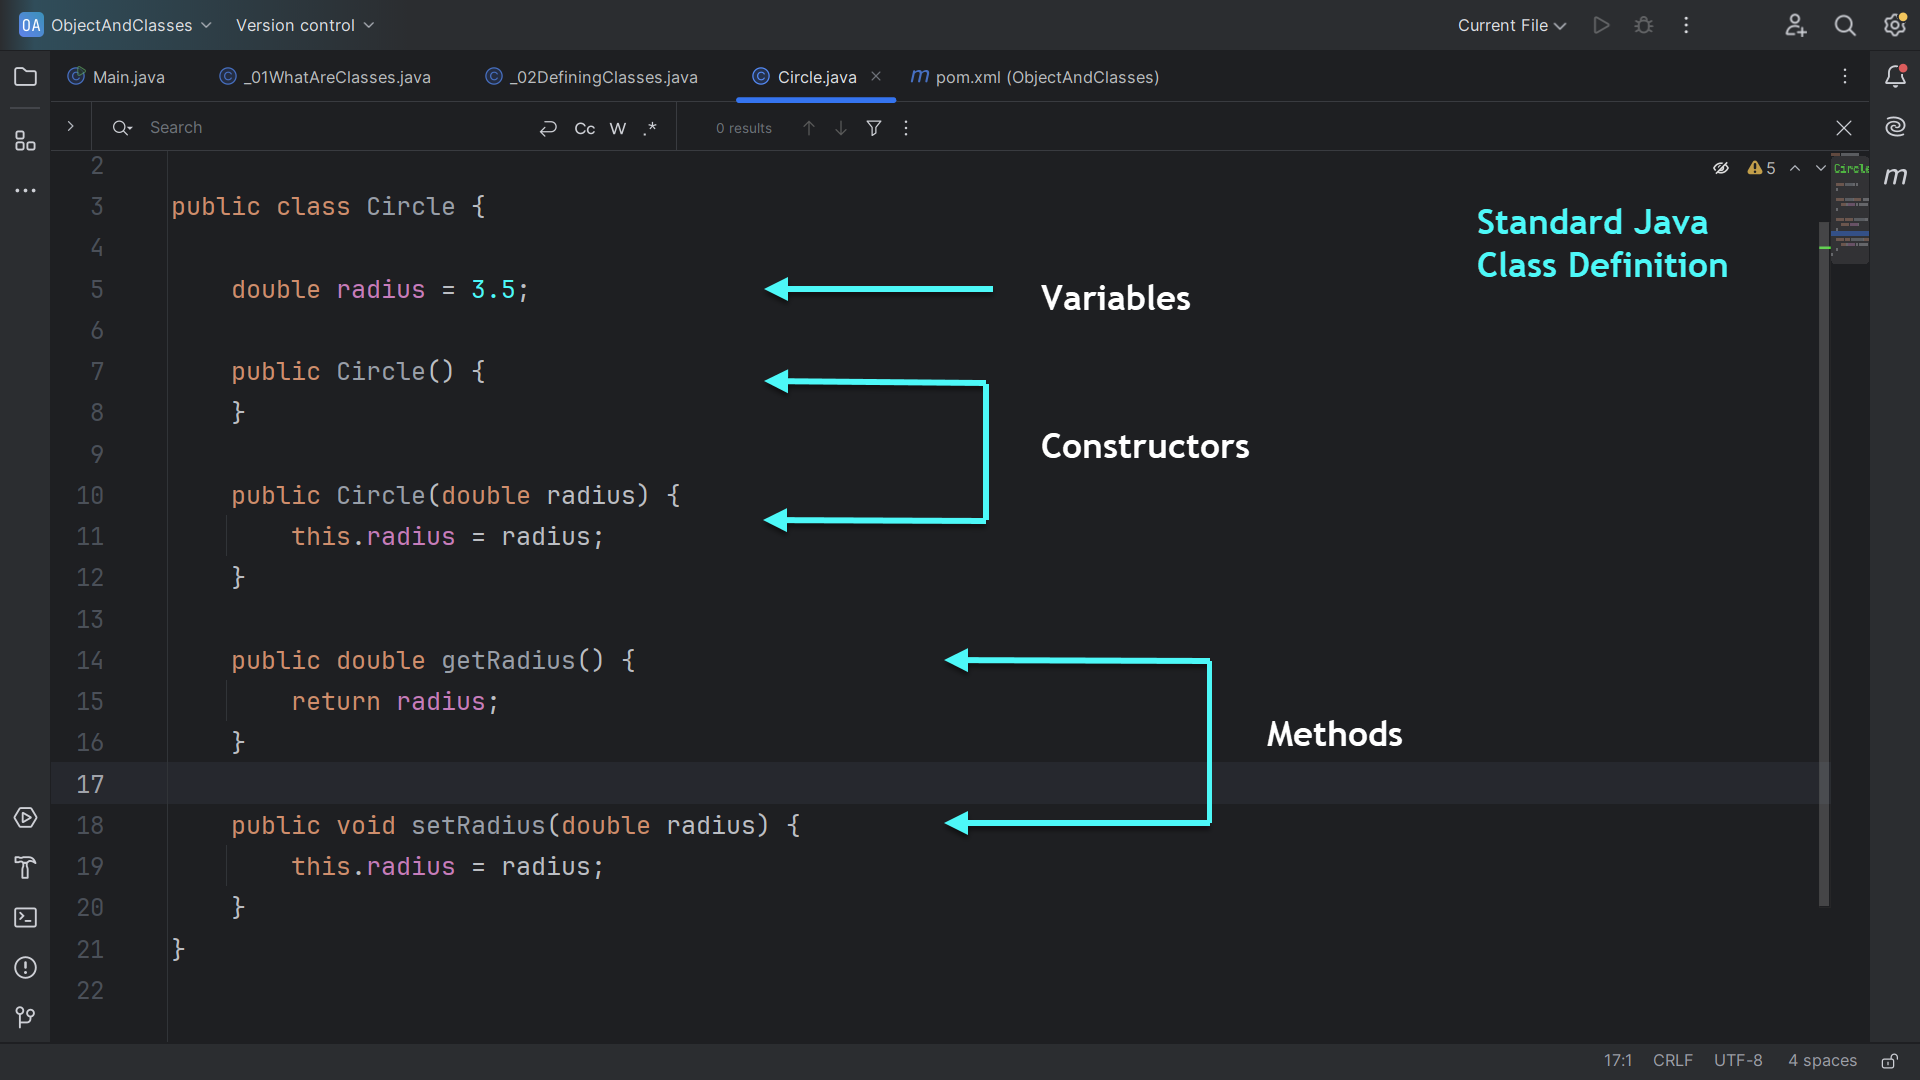 OA ObjectAndClasses Version control Current File
Main.java _01WhatAreClasses.java _02DefiningClasses.java Circle.java m pom.xml (ObjectAndClasses)
Search Cc W .* 0 results
5
2
3 public class Circle {
4
5 double radius = 3.5;
6
7 public Circle() {
8 }
9
10 public Circle(double radius) {
11 this.radius = radius;
12 }
13
14 public double getRadius() {
15 return radius;
16 }
17
18 public void setRadius(double radius) {
19 this.radius = radius;
20 }
21 }
22
Standard Java
Class Definition
Variables
Constructors
Methods
Circle
m
17:1 CRLF UTF-8 4 spaces